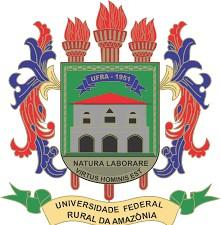 UFRA - 1951
NATURA LABORARE
VIRTUS HOMINIS EST
UNIVERSIDADE FEDERAL
RURAL DA AMAZÔNIA